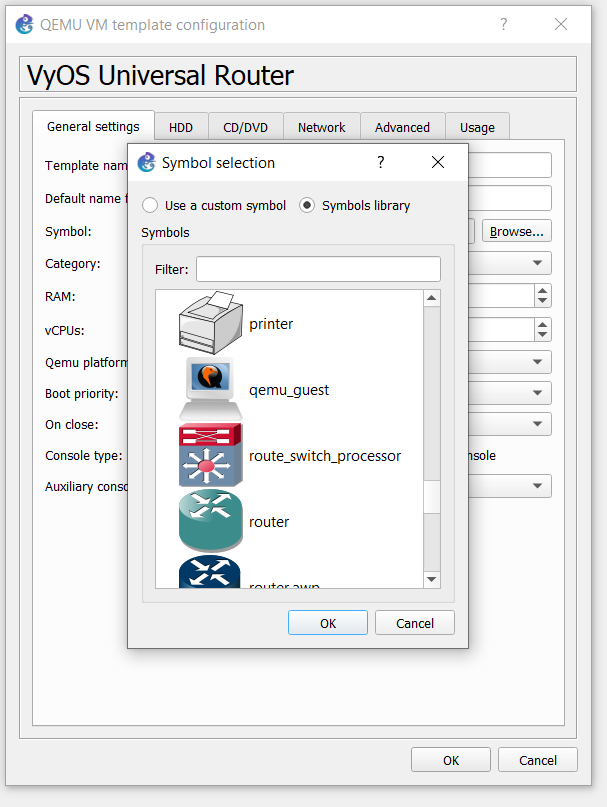 QEMU VM template configuration
VyOS Universal Router
General settings
HDD
CD/DVD
Network
Advanced
Usage
Template nam
Default name f
Symbol:
Browse...
Category:
RAM:
vCPUs:
Qemu platform
Boot priority:
On close:
Console type:
nsole
Auxiliary conso
Symbol selection
Use a custom symbol
Symbols library
Symbols
Filter:
printer
qemu_guest
route_switch_processor
router
router.awp
OK
Cancel
OK
Cancel